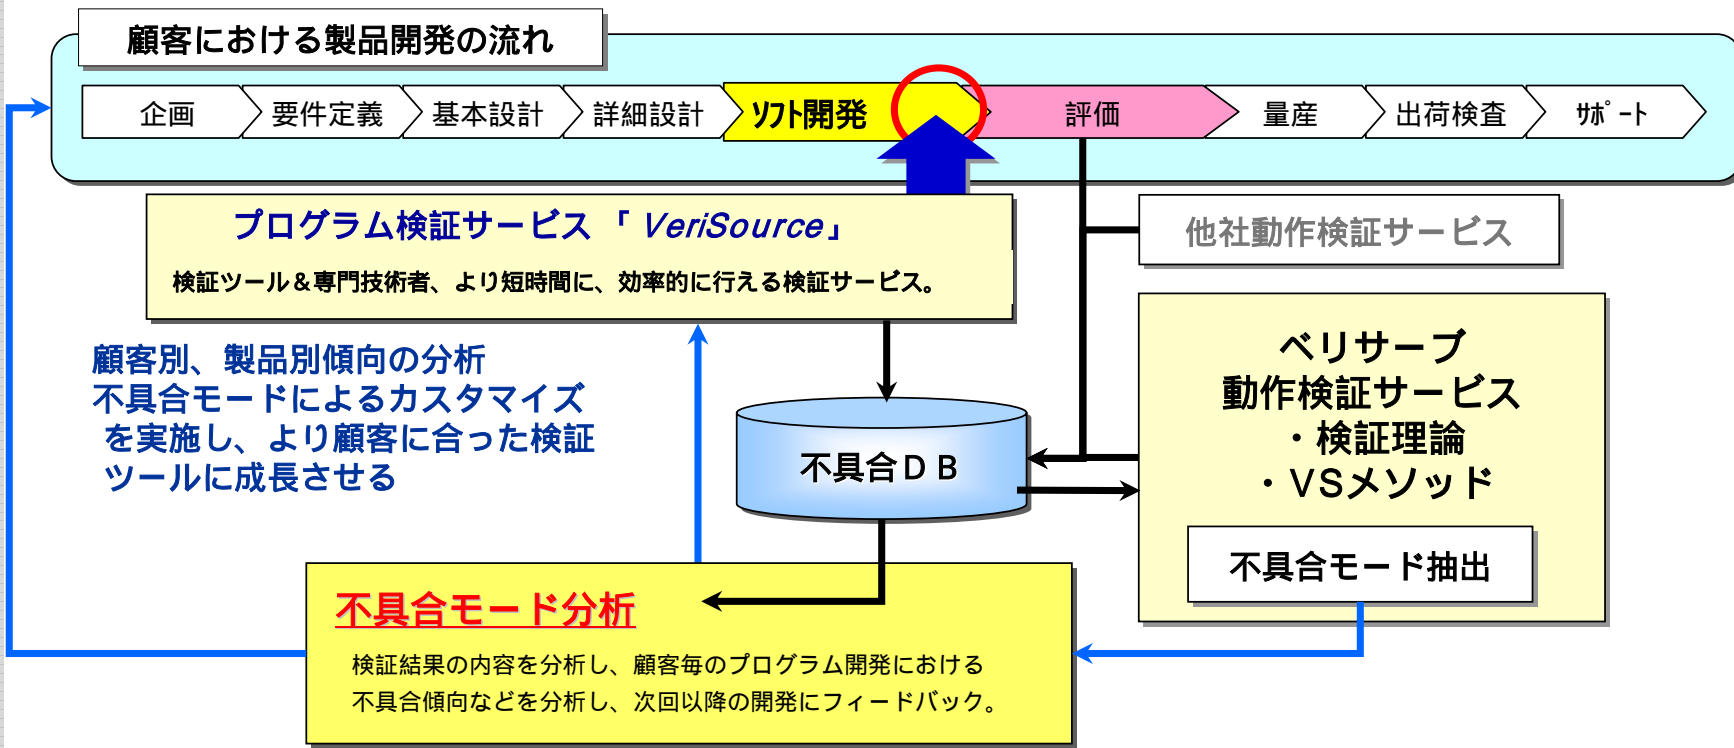 顧客における製品開発の流れ
企画
要件定義
基本設計
詳細設計
ｿﾌﾄ開発
評価
量産
出荷検査
ｻﾎﾟｰﾄ
プログラム検証サービス 「 VeriSource」
検証ツール＆専門技術者、より短時間に、効率的に行える検証サービス。
他社動作検証サービス
顧客別、製品別傾向の分析
不具合モードによるカスタマイズ
を実施し、より顧客に合った検証
ツールに成長させる
ベリサーブ
動作検証サービス
・検証理論
・VSメソッド
不具合ＤＢ
不具合モード抽出
不具合モード分析
検証結果の内容を分析し、顧客毎のプログラム開発における
不具合傾向などを分析し、次回以降の開発にフィードバック。